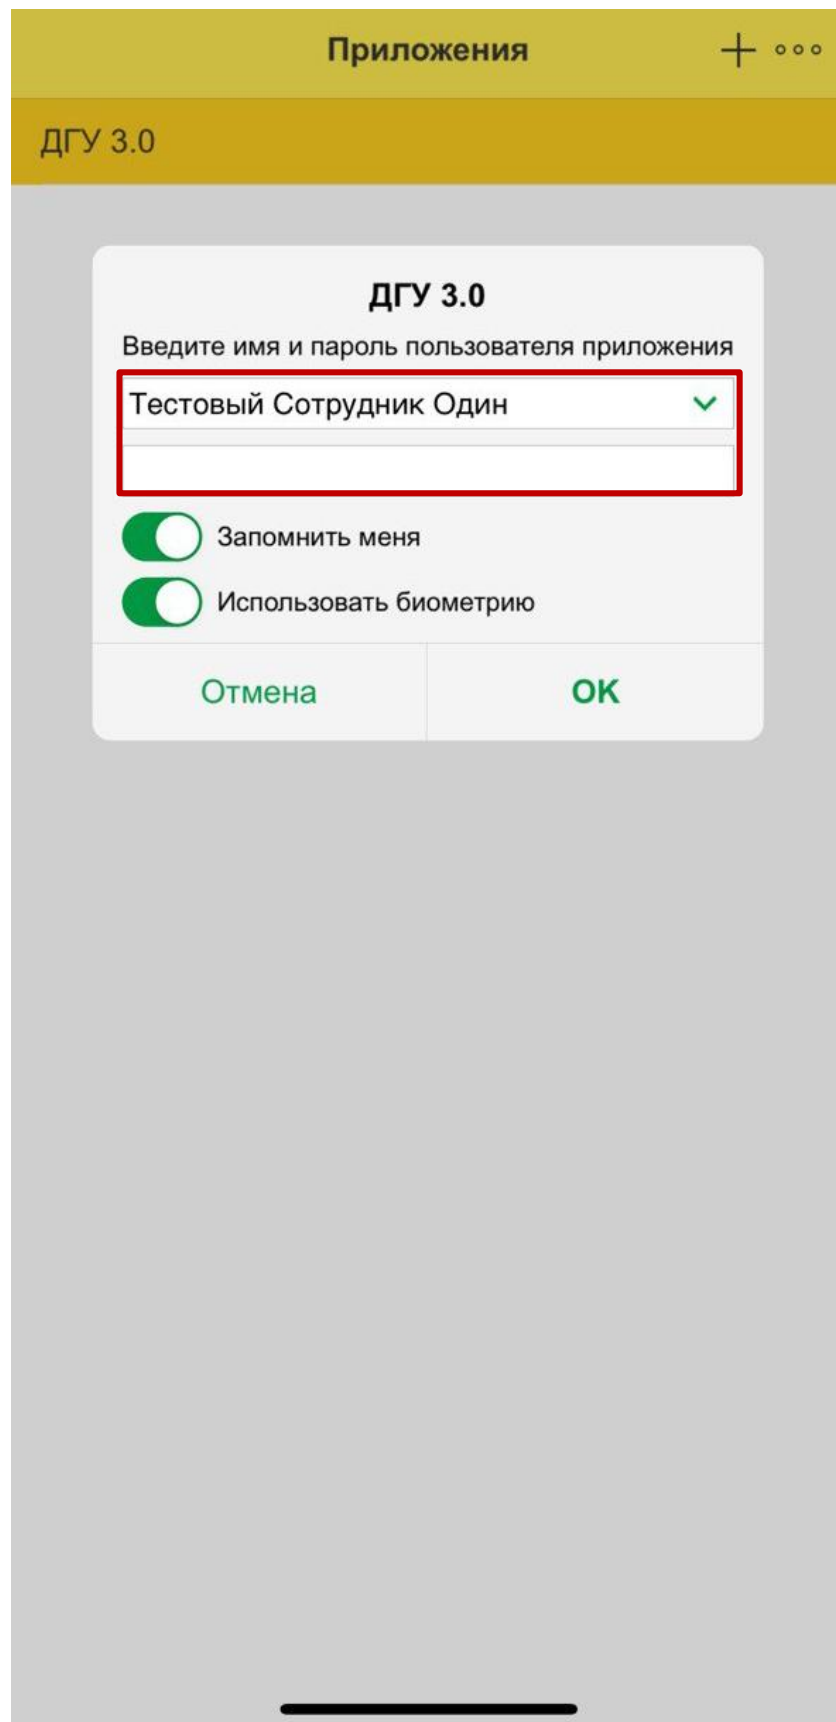 Приложения
ДГУ 3.0
ДГУ 3.0
Введите имя и пароль пользователя приложения
Тестовый Сотрудник Один
Запомнить меня
Использовать биометрию
Отмена OK